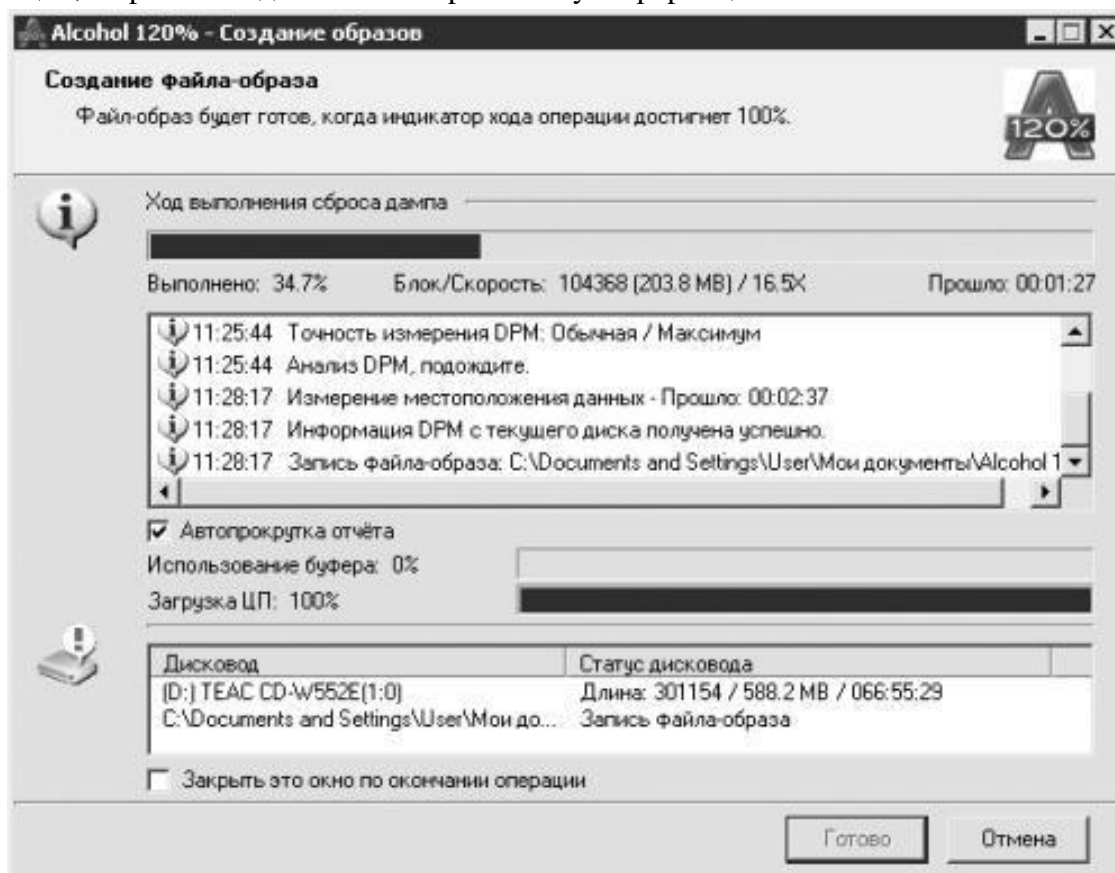 Alcohol 120% - Создание образов
Создание файла-образа
Файл-образ будет готов, когда индикатор хода операции достигнет 100%.
120%
Ход выполнения сброса дампа
Выполнено: 34.7% Блок/Скорость: 104368 (203.8 MB) / 16.5X Прошло: 00:01:27
11:25:44 Точность измерения DPM: Обычная / Максимум
11:25:44 Анализ DPM, подождите.
11:28:17 Измерение местоположения данных - Прошло: 00:02:37
11:28:17 Информация DPM с текущего диска получена успешно.
11:28:17 Запись файла-образа: C:\Documents and Settings\User\Мои документы\Alcohol 1
Автопрокрутка отчёта
Использование буфера: 0%
Загрузка ЦП: 100%
Дисковод Статус дисковода
(D:) TEAC CD-W552E(1:0) Длина: 301154 / 588.2 MB / 066:55:29
C:\Documents and Settings\User\Мои до... Запись файла-образа
Закрыть это окно по окончании операции
Готово Отмена